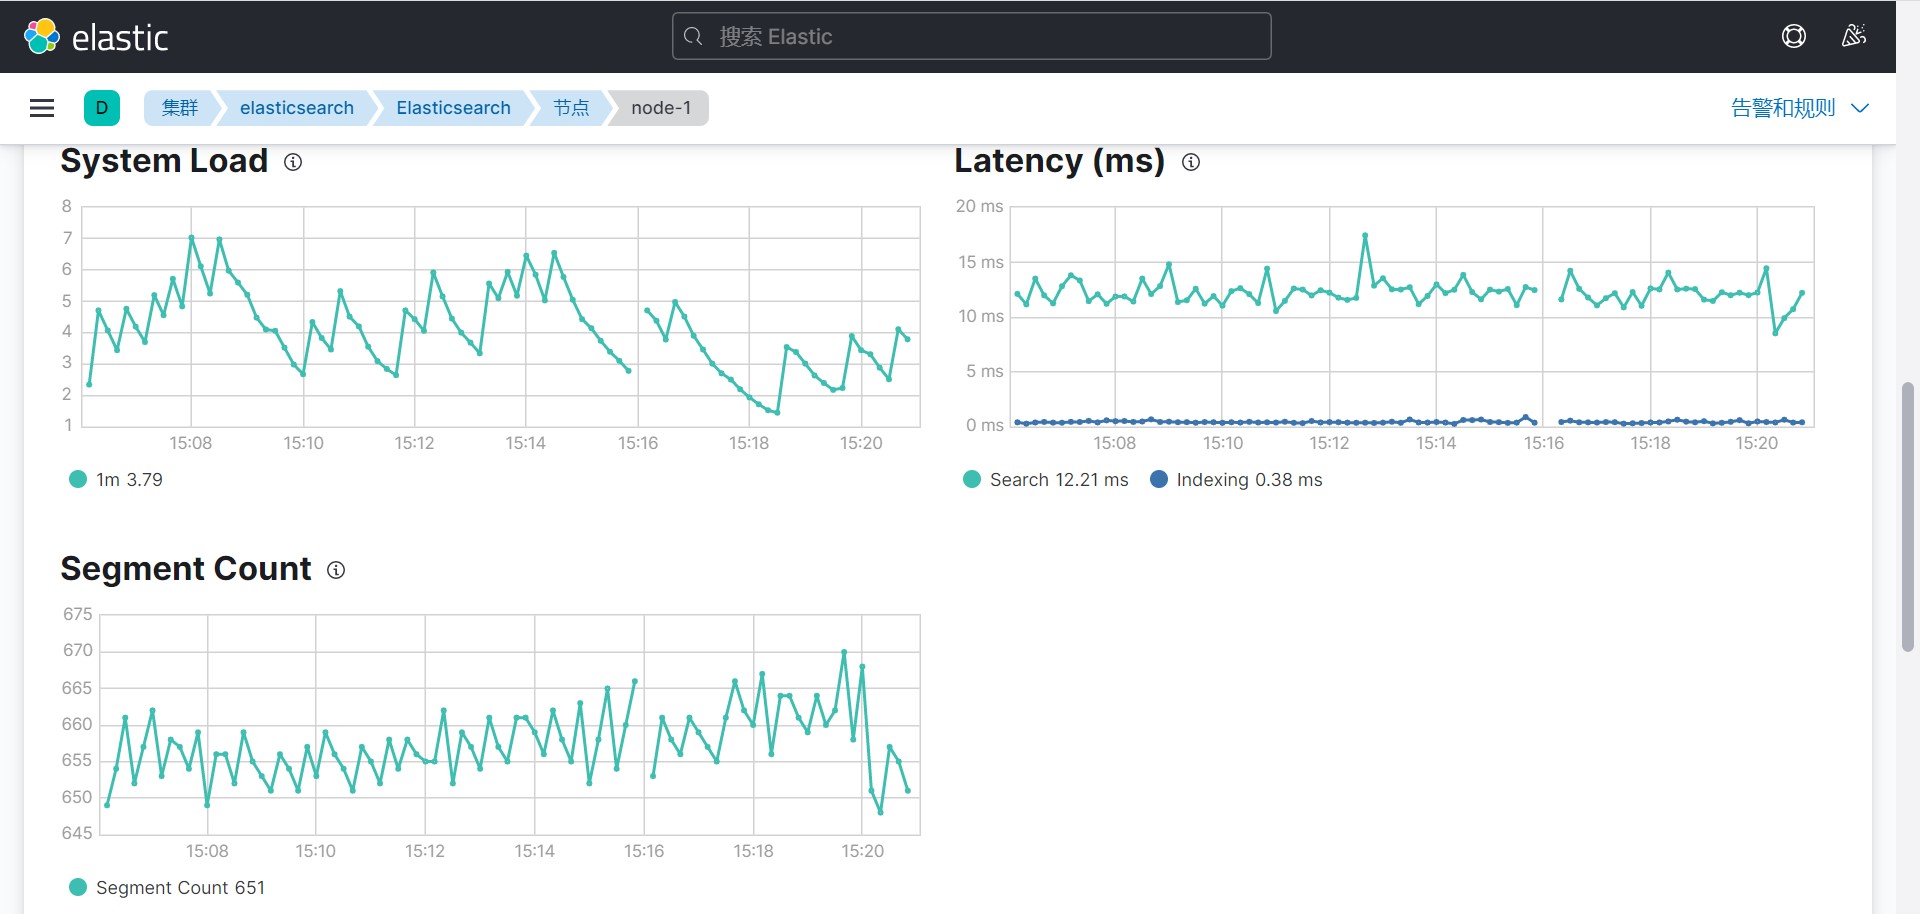 elastic
搜索 Elastic
D
集群
elasticsearch
Elasticsearch
节点
node-1
告警和规则
System Load
8
7
6
5
4
3
2
1
15:08
15:10
15:12
15:14
15:16
15:18
15:20
1m 3.79
Latency (ms)
20 ms
15 ms
10 ms
5 ms
0 ms
15:08
15:10
15:12
15:14
15:16
15:18
15:20
Search 12.21 ms
Indexing 0.38 ms
Segment Count
675
670
665
660
655
650
645
15:08
15:10
15:12
15:14
15:16
15:18
15:20
Segment Count 651